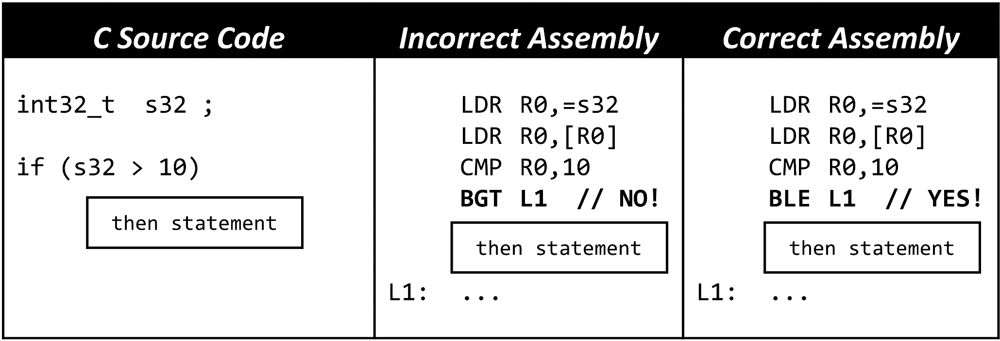 C Source Code
int32_t  s32 ;
if (s32 > 10)
then statement
Incorrect Assembly
LDR R0,=s32
LDR R0,[R0]
CMP R0,10
BGT L1  // NO!
then statement
L1:  ...
Correct Assembly
LDR R0,=s32
LDR R0,[R0]
CMP R0,10
BLE L1  // YES!
then statement
L1:  ...